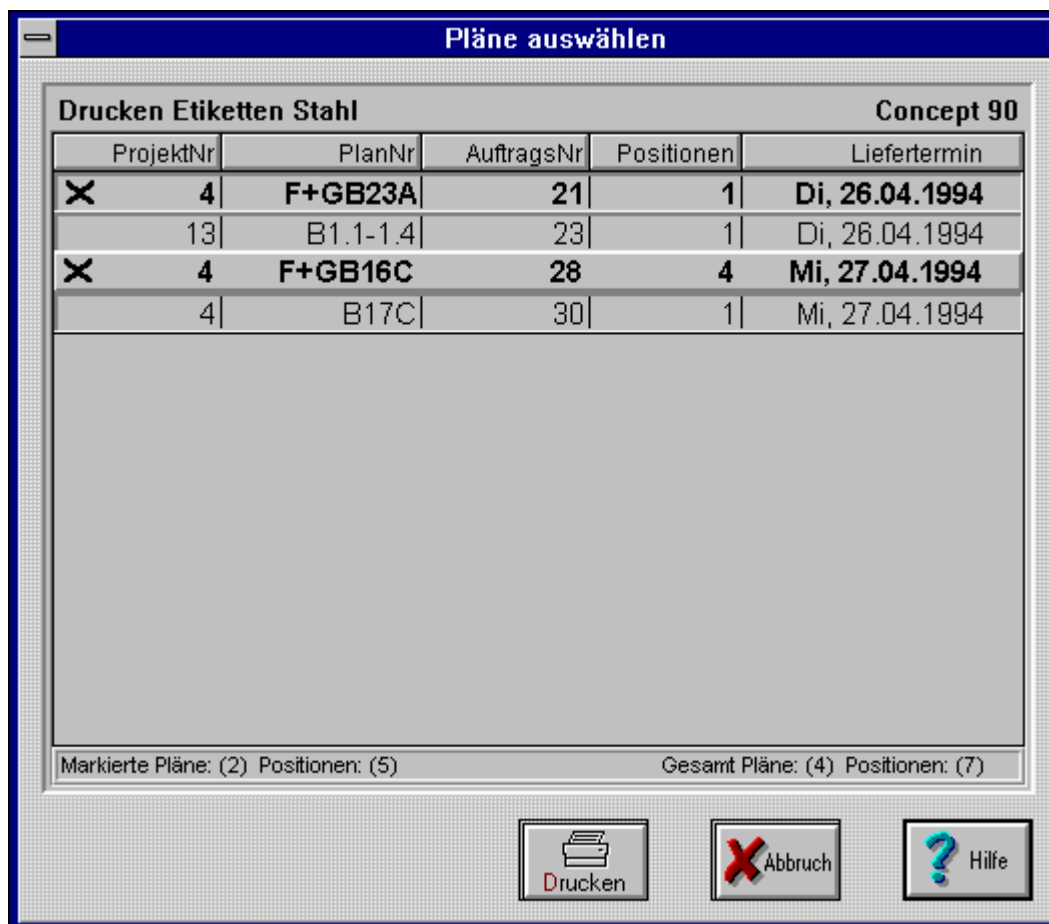 Pläne auswählen
Drucken Etiketten Stahl Concept 90
ProjektNr PlanNr AuftragsNr Positionen Liefertermin
4 F+GB23A 21 1 Di, 26.04.1994
13 B1.1-1.4 23 1 Di, 26.04.1994
4 F+GB16C 28 4 Mi, 27.04.1994
4 B17C 30 1 Mi, 27.04.1994
Markierte Pläne: (2) Positionen: (5) Gesamt Pläne: (4) Positionen: (7)
Drucken Abbruch Hilfe